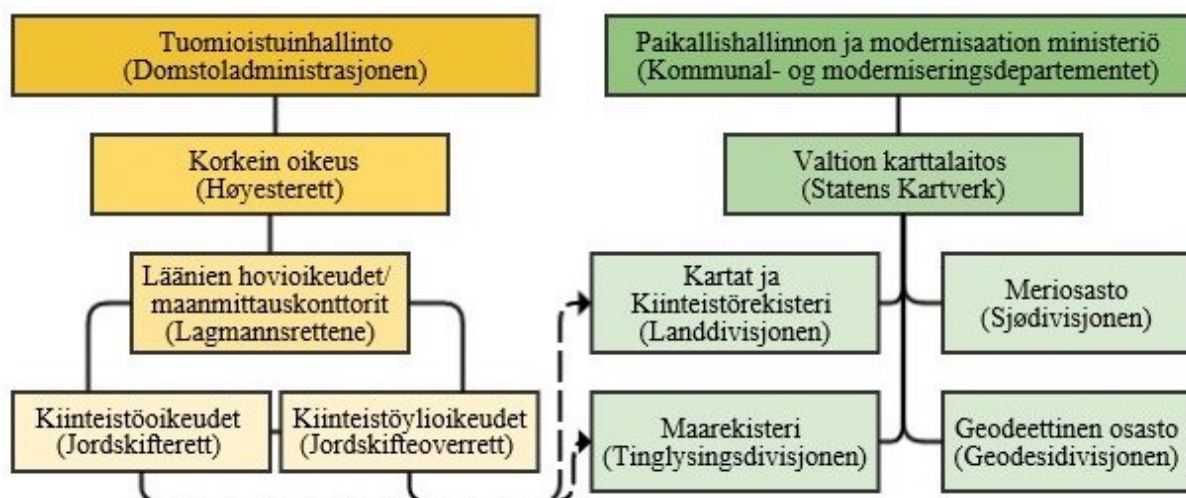 Tuomioistuinhallinto
(Domstoladministrasjonen)
Paikallishallinnon ja modernisaation ministeriö
(Kommunal- og moderniseringsdepartementet)
Korkein oikeus
(Høyesterett)
Valtion karttalaitos
(Statens Kartverk)
Läänien hovioikeudet/
maanmittauskonttorit
(Lagmannsrettene)
Kartat ja
Kiinteistörekisteri
(Landdivisjonen)
Meriosasto
(Sjødivisjonen)
Kiinteistöoikeudet
(Jordskifterett)
Kiinteistöylioikeudet
(Jordskifteoverrett)
Maarekisteri
(Tinglysingsdivisjonen)
Geodeettinen osasto
(Geodesidivisjonen)